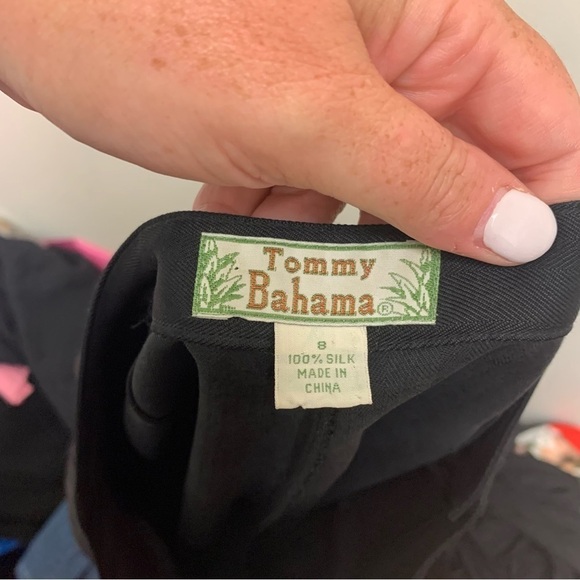 Tommy
Bahama®
8
100% SILK
MADE IN
CHINA